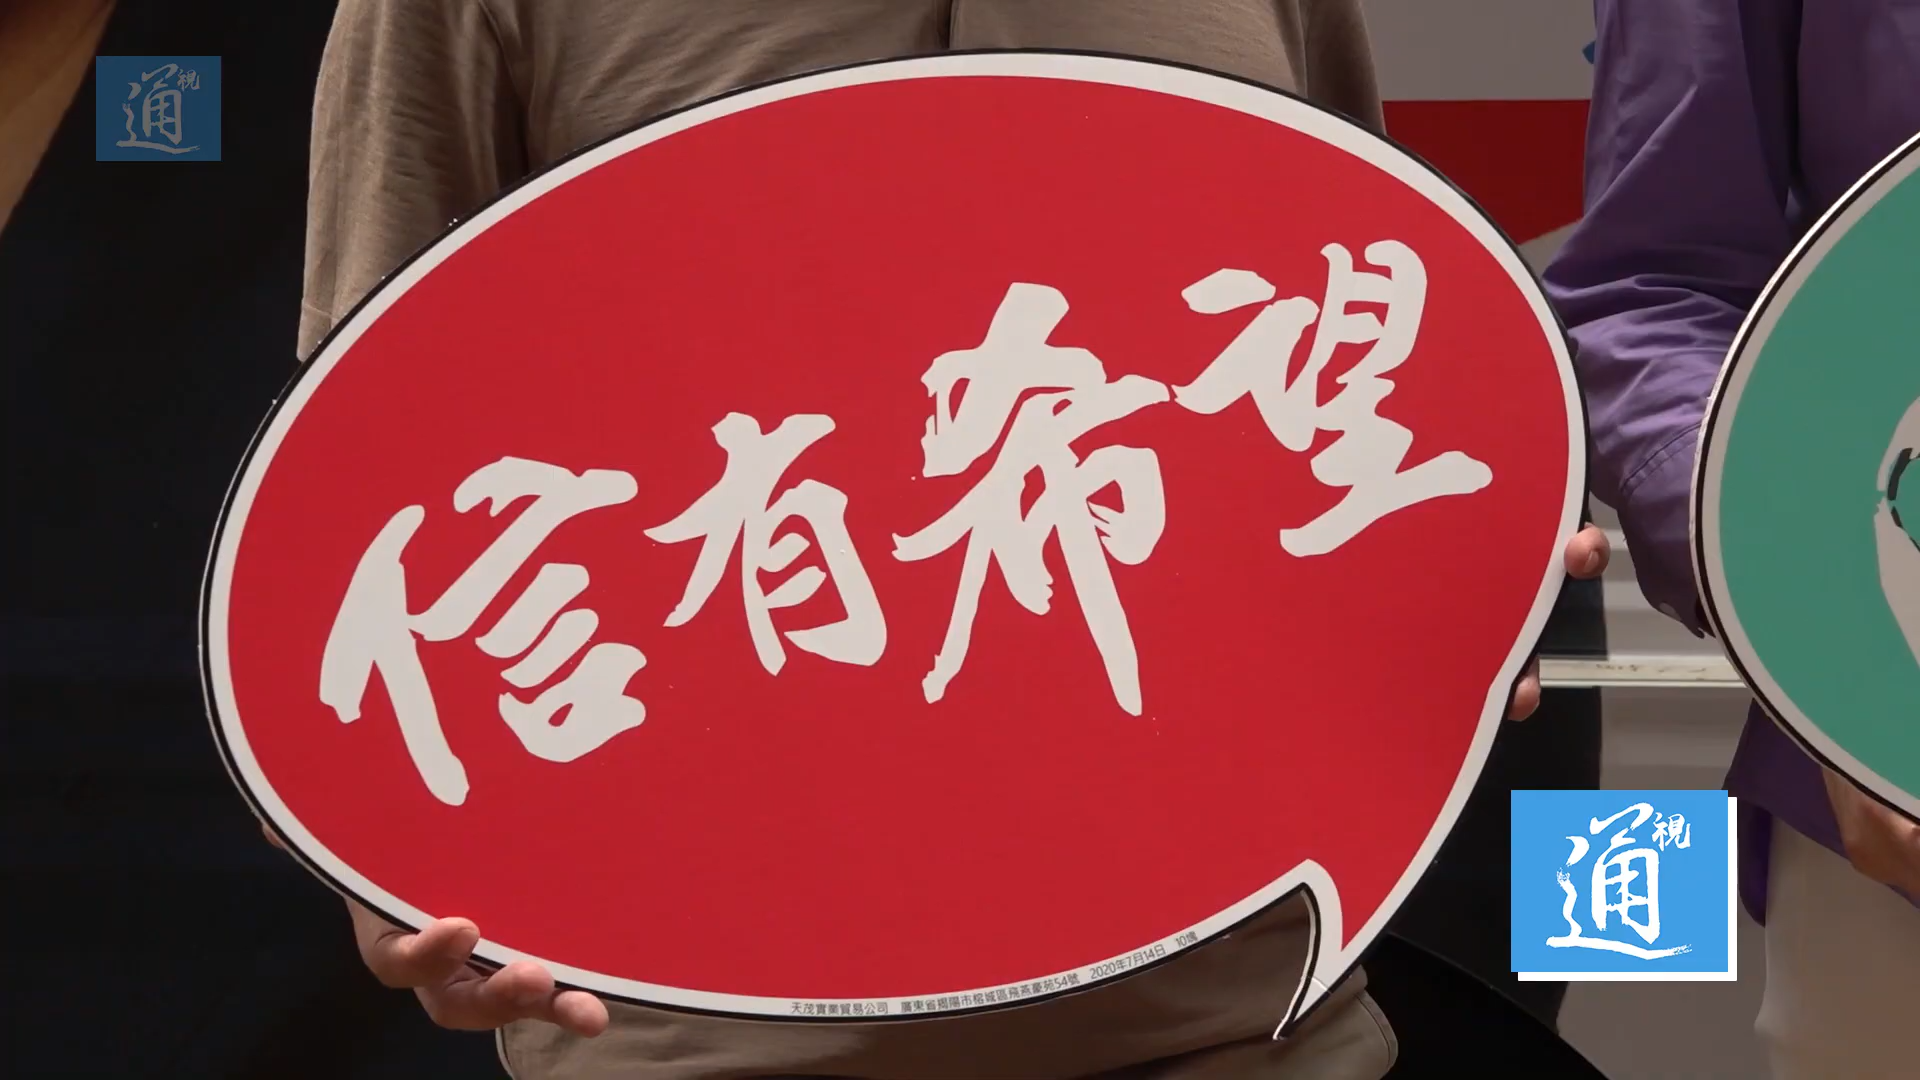 通視
信有希望
天茂實業貿易公司 廣東省揭陽市榕城區飛燕豪苑54號 2020年7月14日 10塊
通視